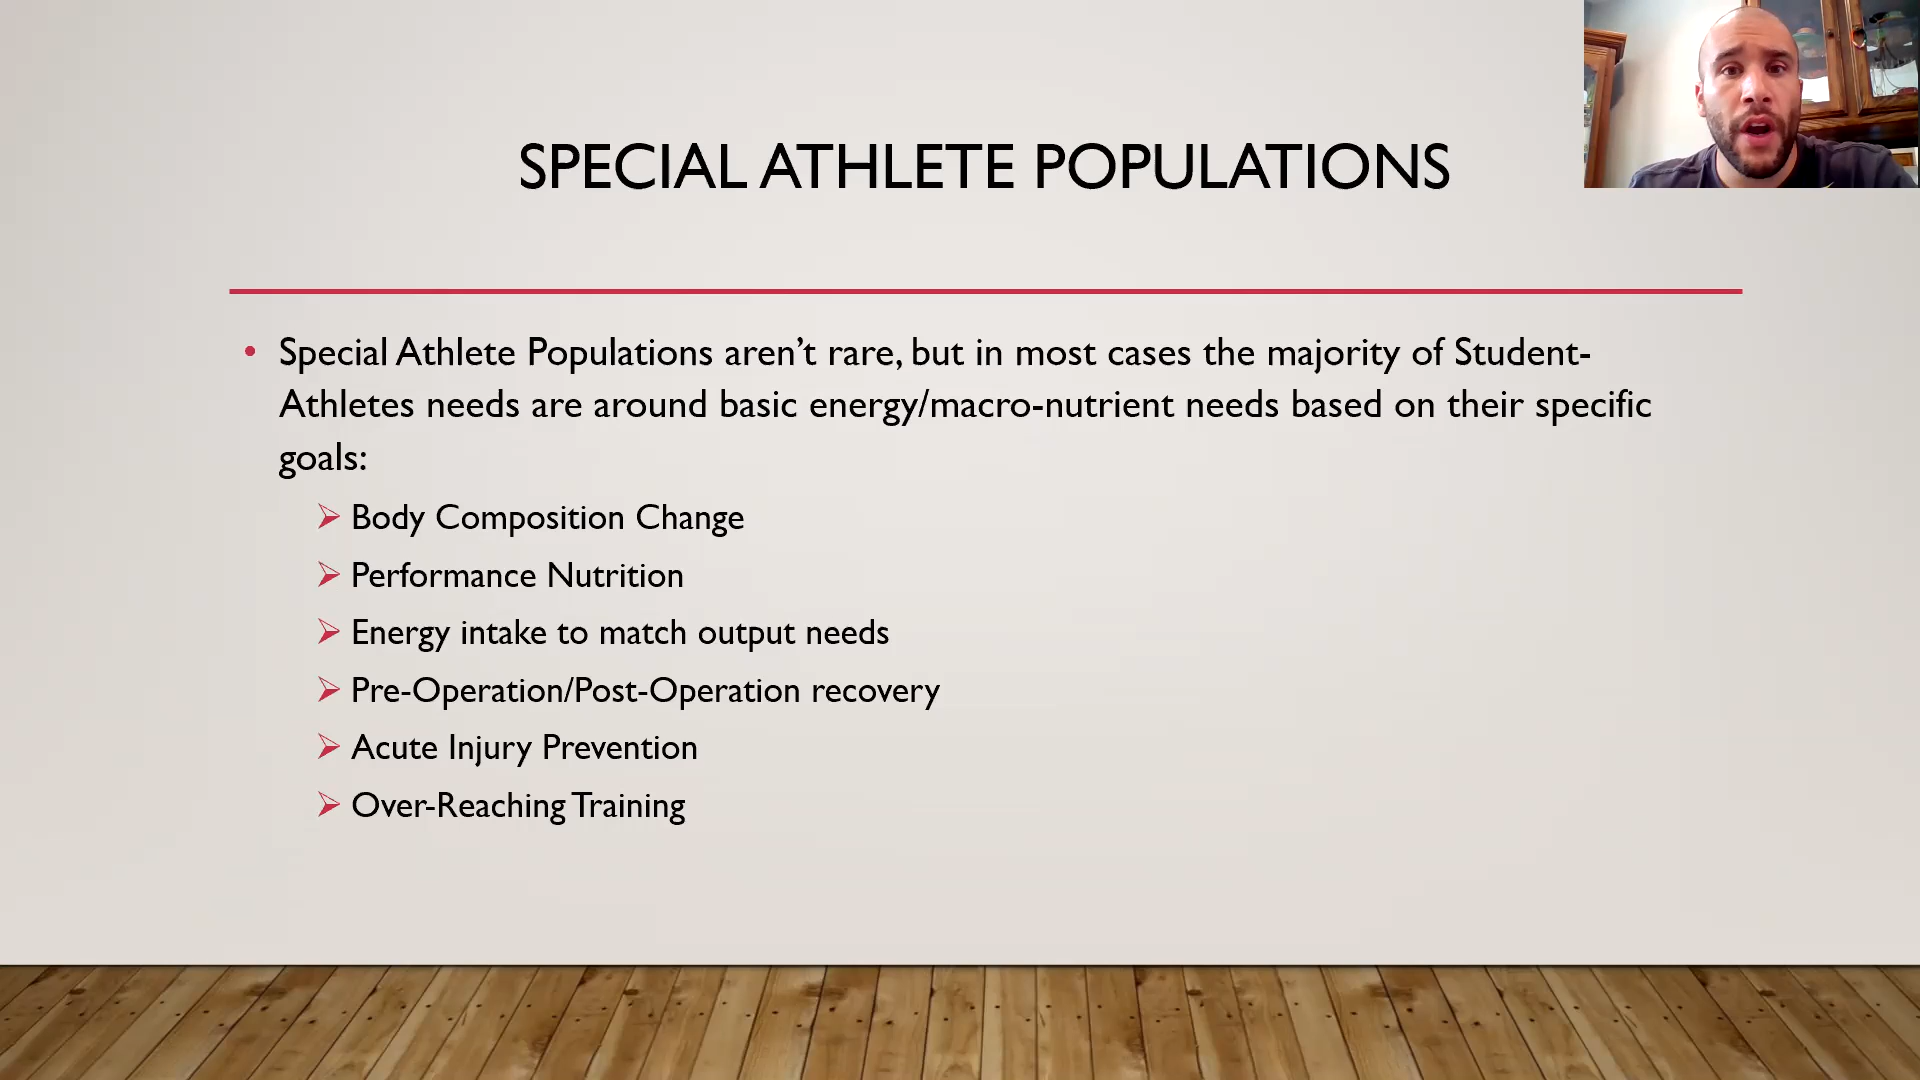 SPECIAL ATHLETE POPULATIONS
• Special Athlete Populations aren’t rare, but in most cases the majority of Student-
Athletes needs are around basic energy/macro-nutrient needs based on their specific
goals:
➢ Body Composition Change
➢ Performance Nutrition
➢ Energy intake to match output needs
➢ Pre-Operation/Post-Operation recovery
➢ Acute Injury Prevention
➢ Over-Reaching Training